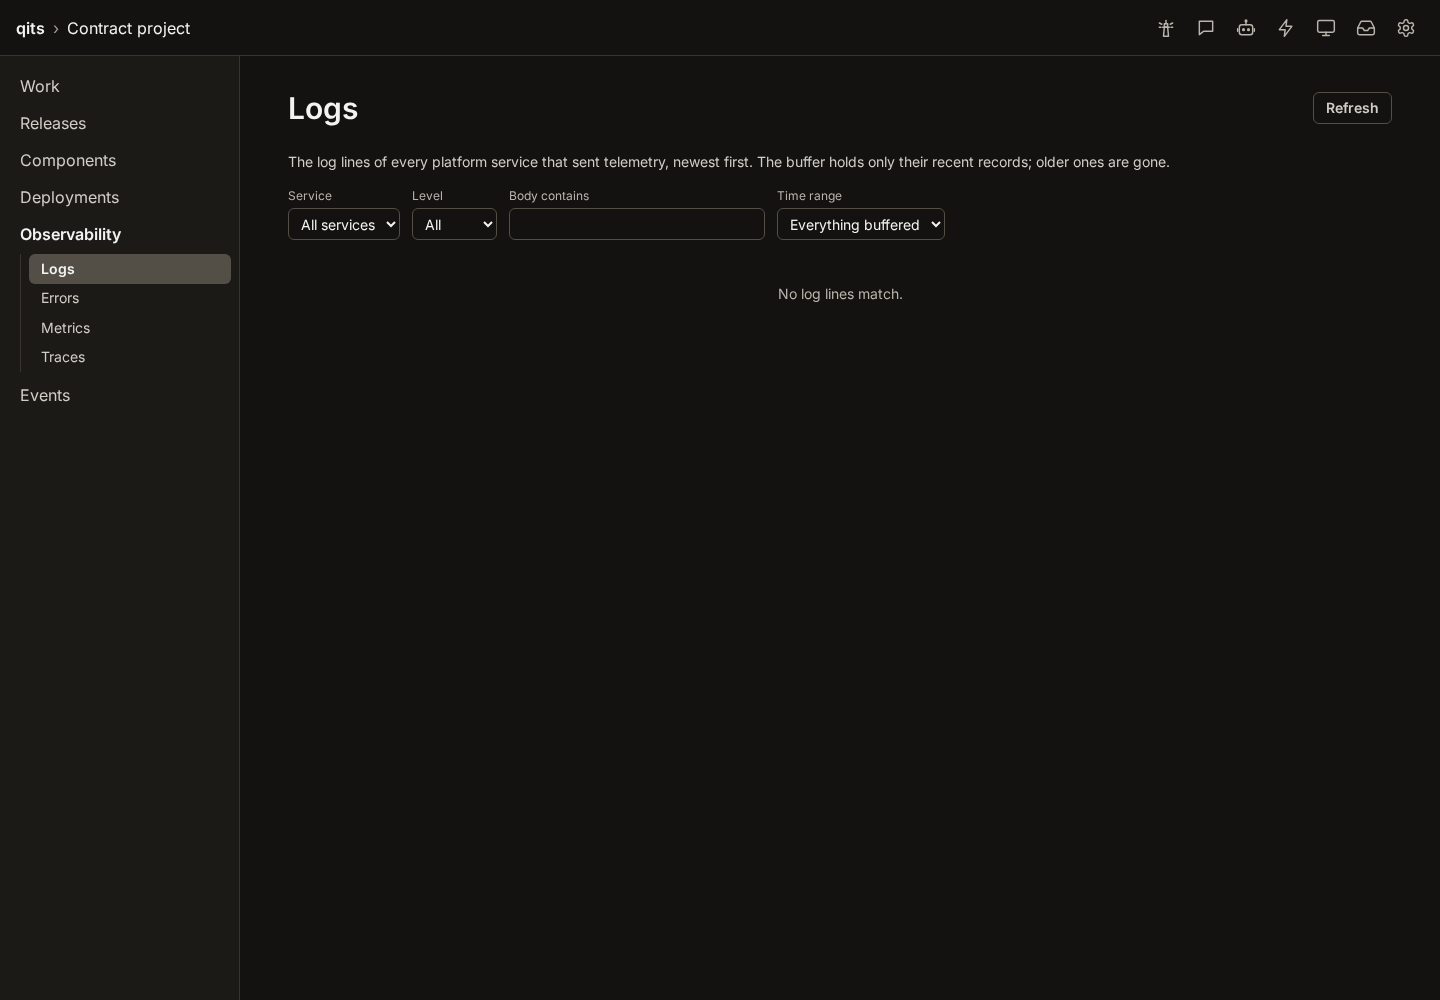 qits › Contract project
Work
Releases
Components
Deployments
Observability
Logs
Errors
Metrics
Traces
Events
Logs
Refresh
The log lines of every platform service that sent telemetry, newest first. The buffer holds only their recent records; older ones are gone.
Service Level Body contains Time range
All services All Everything buffered
No log lines match.